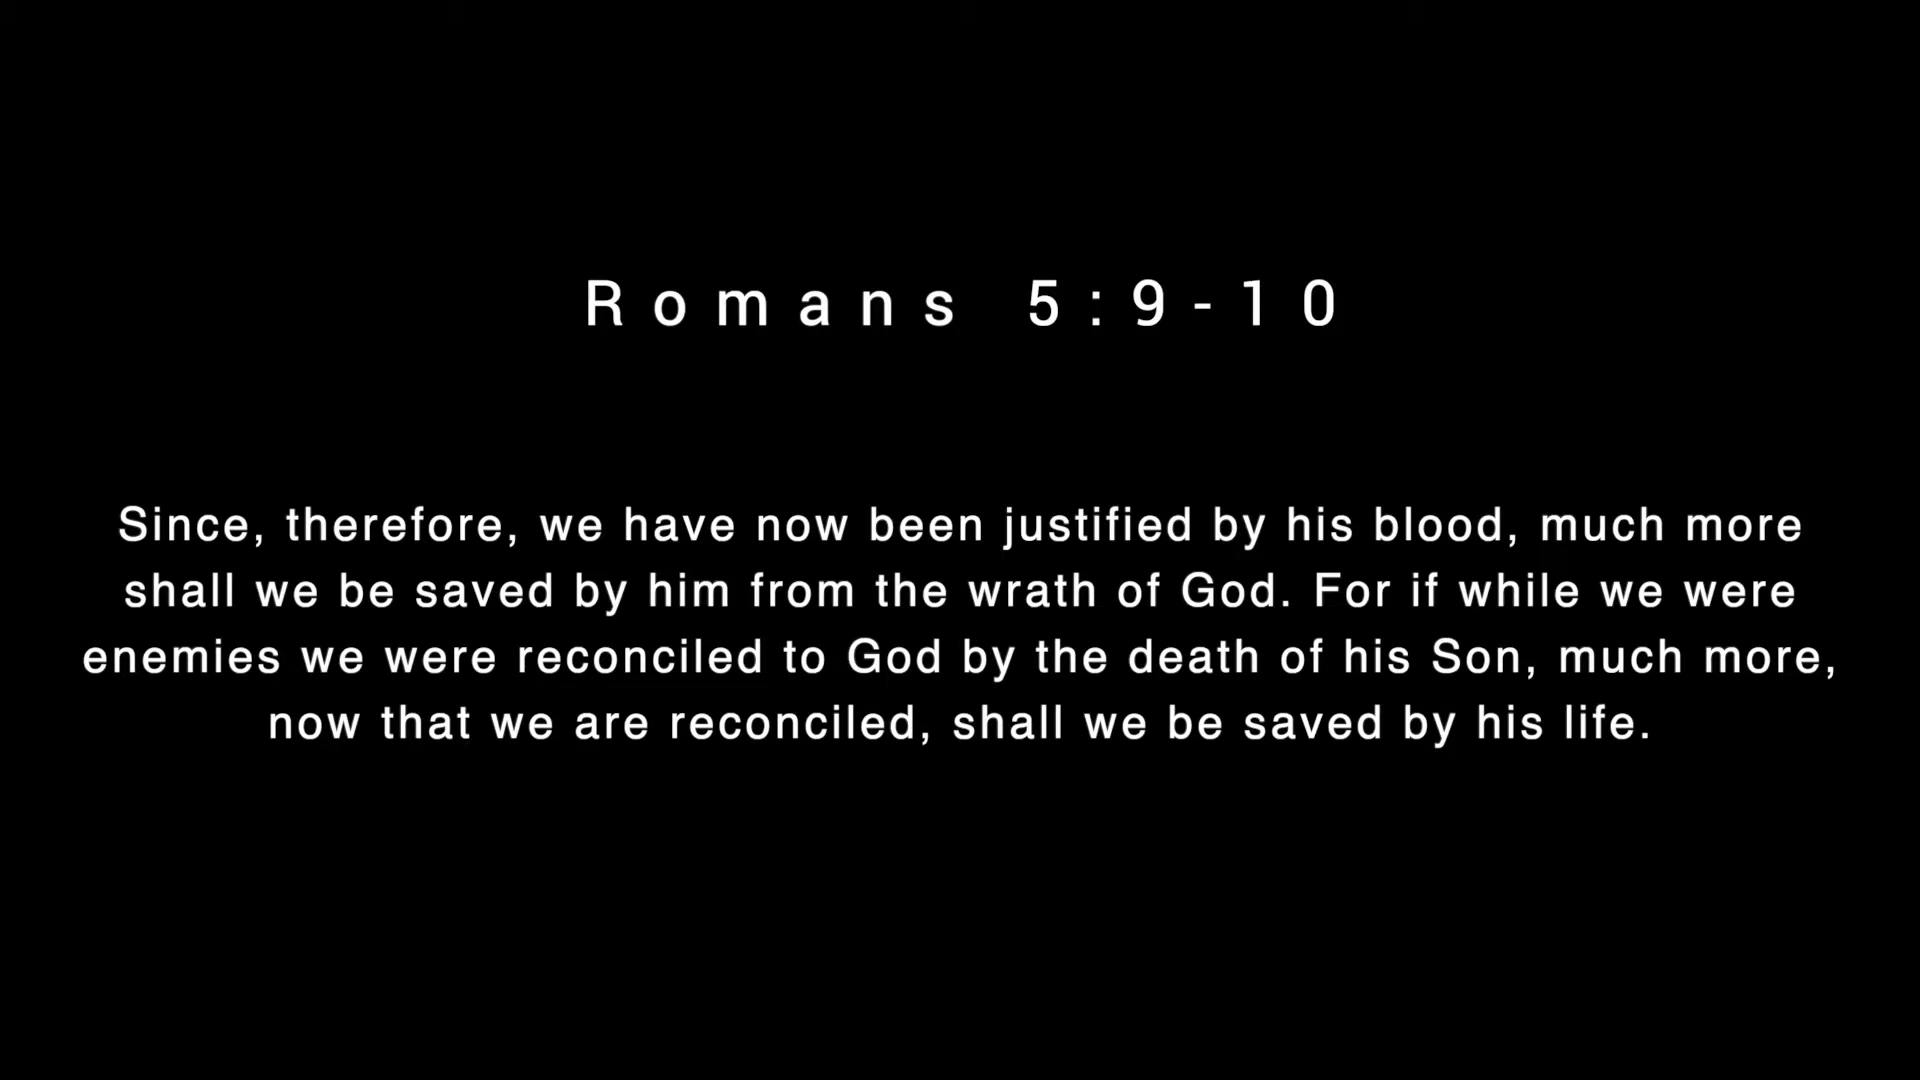 Romans 5:9-10
Since, therefore, we have now been justified by his blood, much more
shall we be saved by him from the wrath of God. For if while we were
enemies we were reconciled to God by the death of his Son, much more,
now that we are reconciled, shall we be saved by his life.